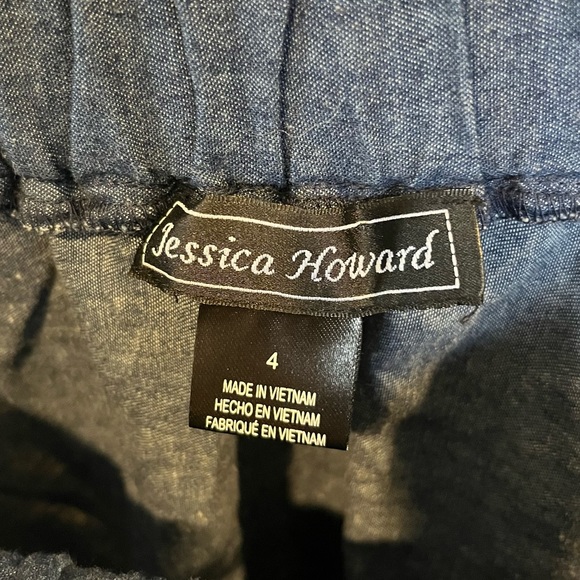 Jessica Howard
4
MADE IN VIETNAM
HECHO EN VIETNAM
FABRIQUÉ EN VIETNAM